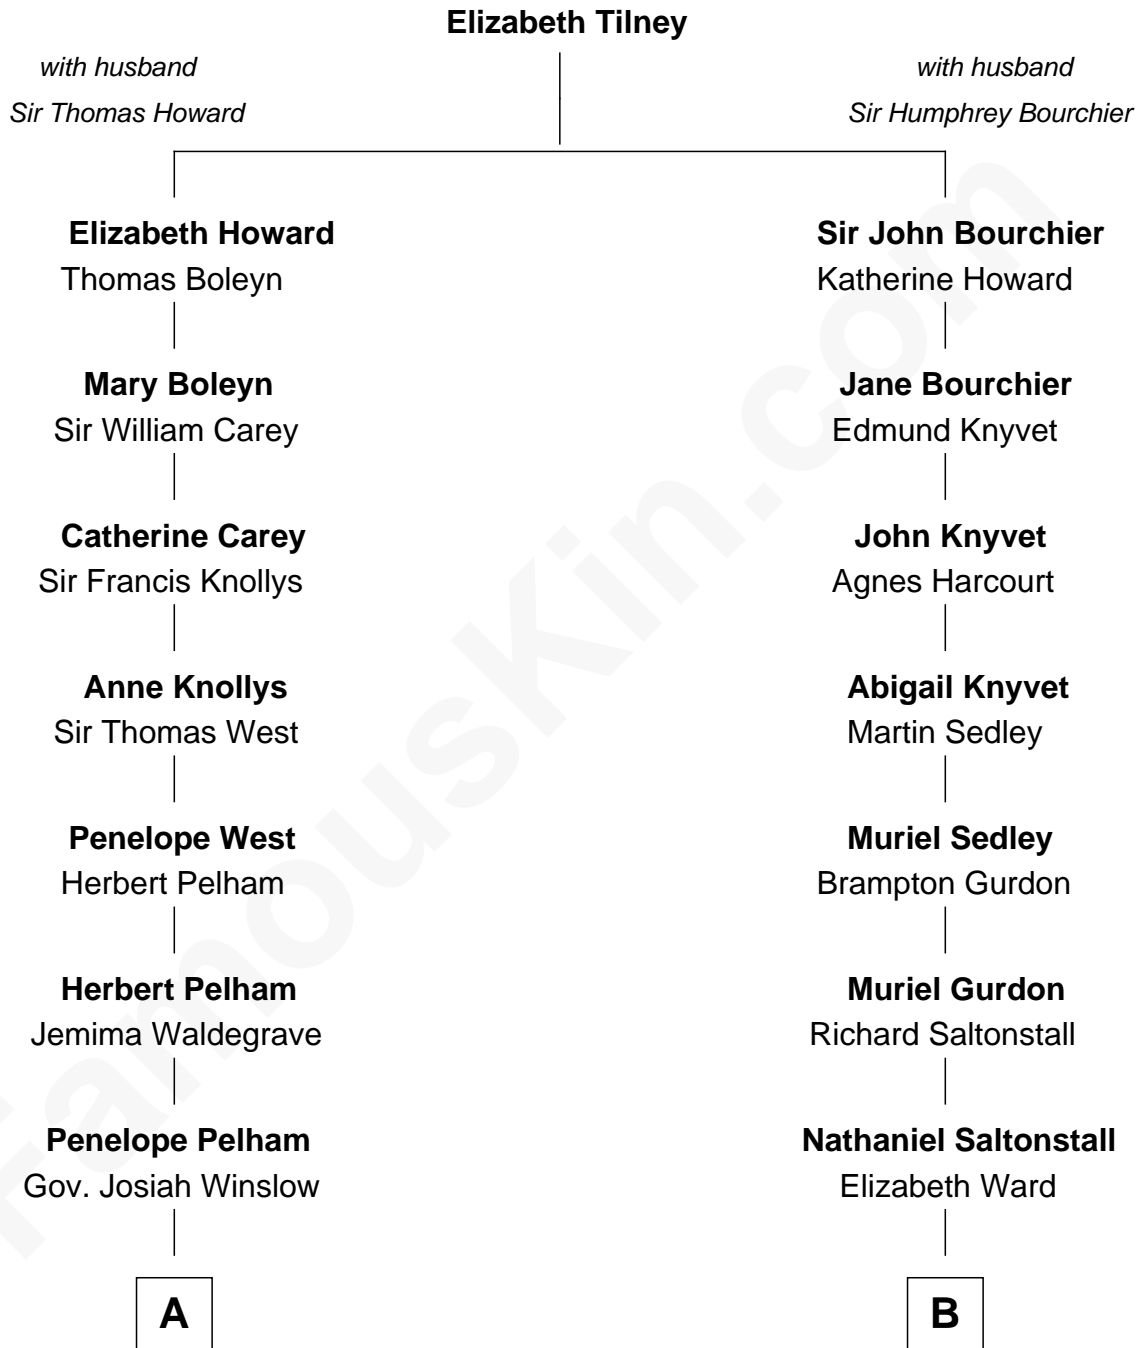 Elizabeth Tilney
with husband
Sir Thomas Howard
with husband
Sir Humphrey Bourchier
Elizabeth Howard
Thomas Boleyn
Sir John Bourchier
Katherine Howard
Mary Boleyn
Sir William Carey
Jane Bourchier
Edmund Knyvet
Catherine Carey
Sir Francis Knollys
John Knyvet
Agnes Harcourt
Anne Knollys
Sir Thomas West
Abigail Knyvet
Martin Sedley
Penelope West
Herbert Pelham
Muriel Sedley
Brampton Gurdon
Herbert Pelham
Jemima Waldegrave
Muriel Gurdon
Richard Saltonstall
Penelope Pelham
Gov. Josiah Winslow
Nathaniel Saltonstall
Elizabeth Ward
A
B
FamousKin.com